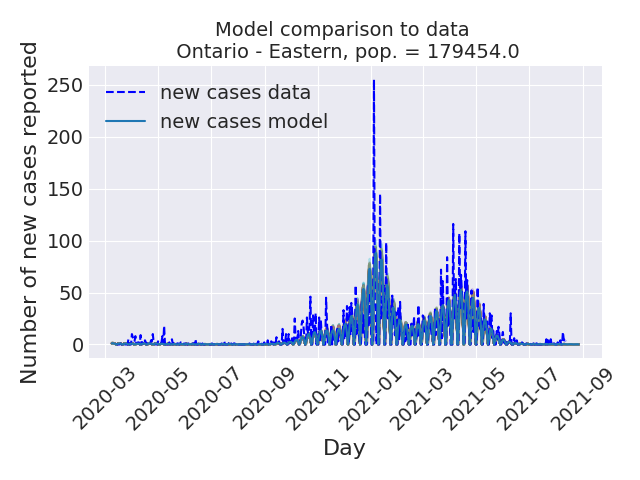 Model comparison to data
Ontario - Eastern, pop. = 179454.0
Number of new cases reported
250
200
150
100
50
0
new cases data
new cases model
2020-03
2020-05
2020-07
2020-09
2020-11
2021-01
2021-03
2021-05
2021-07
2021-09
Day